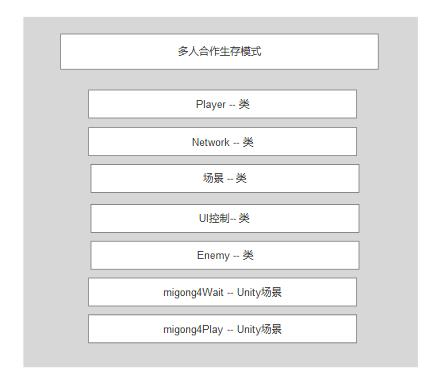 多人合作生存模式
Player -- 类
Network -- 类
场景 -- 类
UI控制-- 类
Enemy -- 类
migong4Wait -- Unity场景
migong4Play -- Unity场景